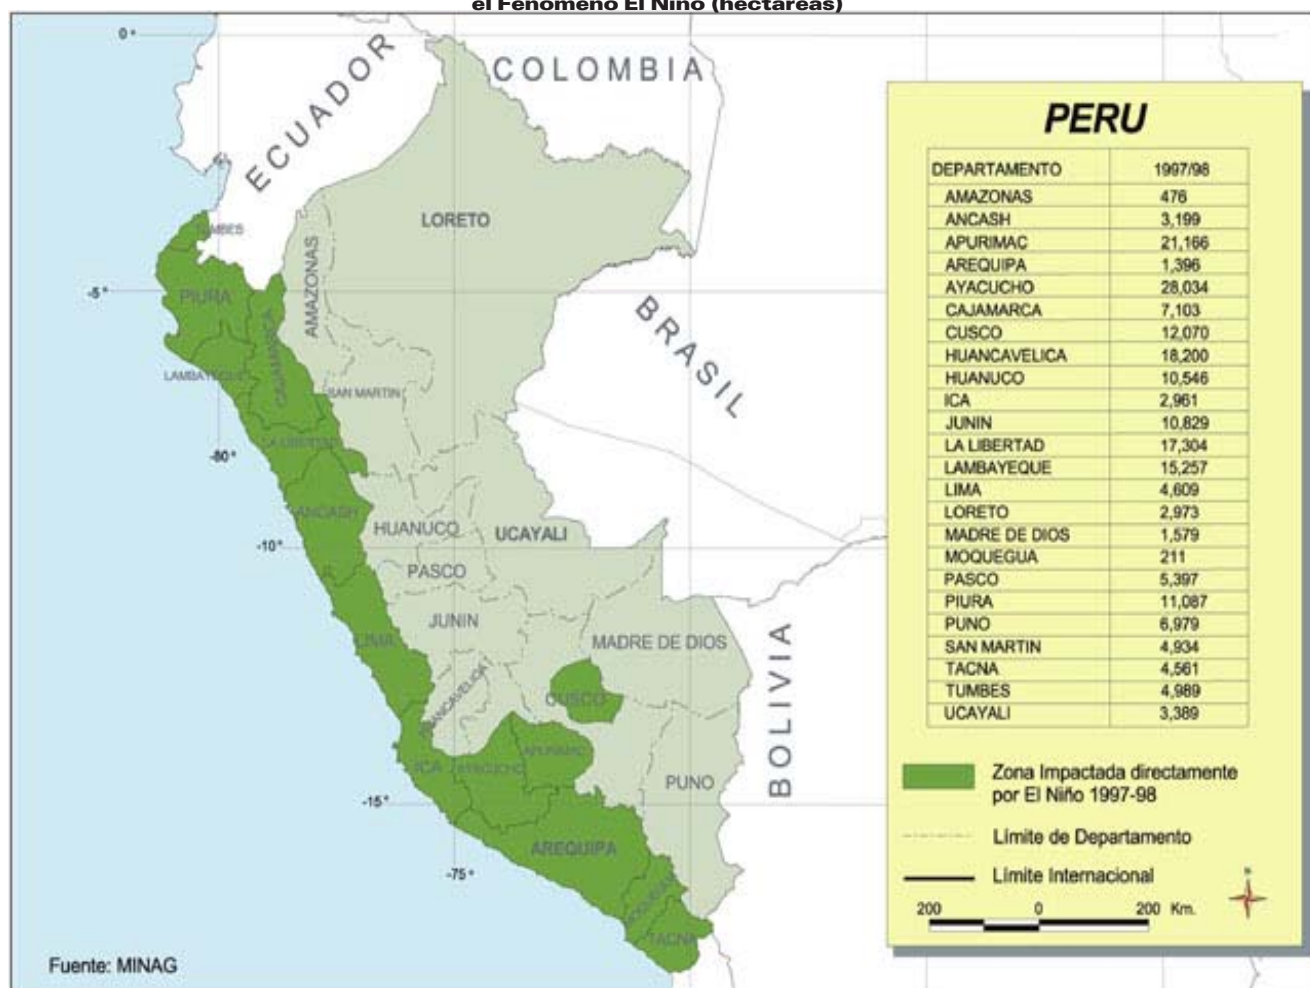 el Fenómeno El Niño (hectáreas)
0°
COLOMBIA
ECUADOR
LORETO
TUMBES
AMAZONAS
-5°
PIURA
BRASIL
CAJAMARCA
LAMBAYEQUE
SAN MARTIN
LA LIBERTAD
-80°
ANCASH
HUANUCO
UCAYALI
-10°
PASCO
JUNIN
LIMA
MADRE DE DIOS
HUANCAVELICA
CUSCO
BOLIVIA
ICA
AYACUCHO
APURIMAC
PUNO
-15°
AREQUIPA
-75°
MOQUEGUA
TACNA
Fuente: MINAG
PERU
DEPARTAMENTO 1997/98
AMAZONAS 476
ANCASH 3,199
APURIMAC 21,166
AREQUIPA 1,396
AYACUCHO 28,034
CAJAMARCA 7,103
CUSCO 12,070
HUANCAVELICA 18,200
HUANUCO 10,546
ICA 2,961
JUNIN 10,829
LA LIBERTAD 17,304
LAMBAYEQUE 15,257
LIMA 4,609
LORETO 2,973
MADRE DE DIOS 1,579
MOQUEGUA 211
PASCO 5,397
PIURA 11,087
PUNO 6,979
SAN MARTIN 4,934
TACNA 4,561
TUMBES 4,989
UCAYALI 3,389
Zona Impactada directamente
por El Niño 1997-98
Límite de Departamento
Límite Internacional
N
200 0 200 Km.